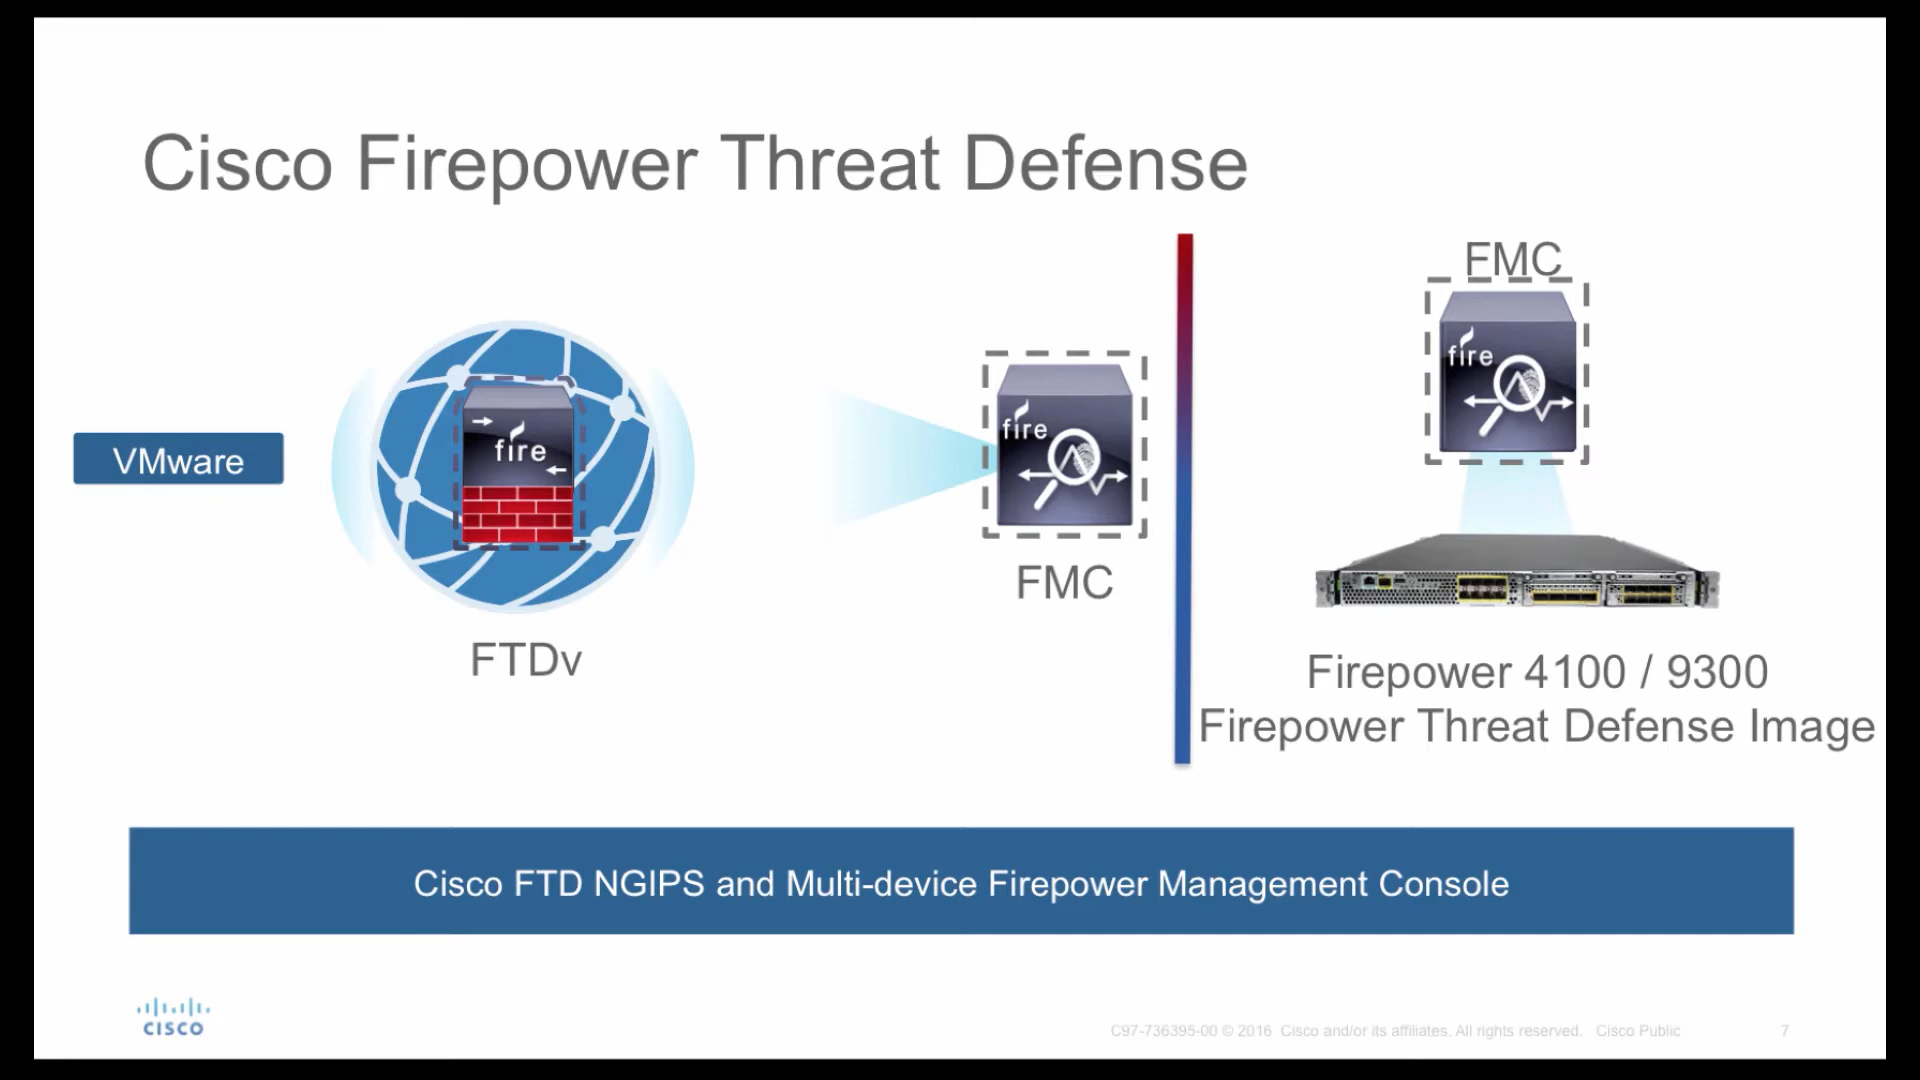 Cisco Firepower Threat Defense
VMware
fire
FTDv
fire
FMC
FMC
fire
Firepower 4100 / 9300
Firepower Threat Defense Image
Cisco FTD NGIPS and Multi-device Firepower Management Console
CISCO
C97-736395-00 © 2016 Cisco and/or its affiliates. All rights reserved. Cisco Public 7